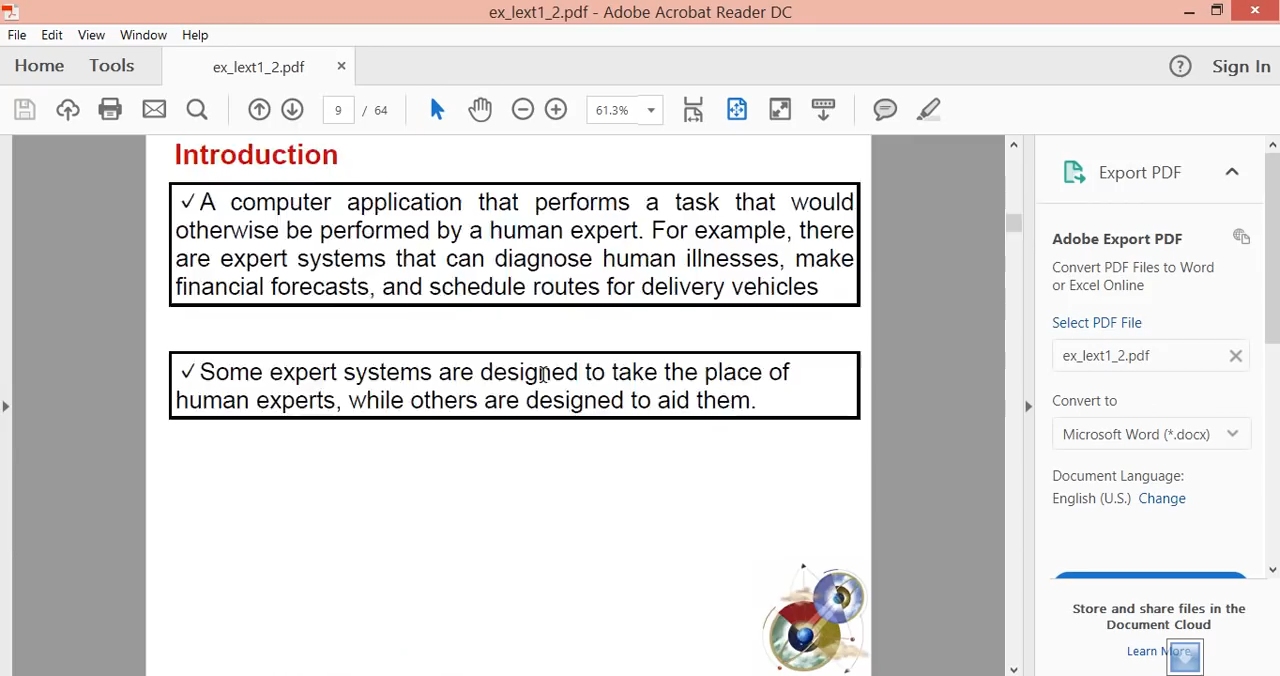 ex_lext1_2.pdf - Adobe Acrobat Reader DC
File Edit View Window Help
Home Tools ex_lext1_2.pdf × ? Sign In
9 / 64 61.3%
Introduction
✓A computer application that performs a task that would
otherwise be performed by a human expert. For example, there
are expert systems that can diagnose human illnesses, make
financial forecasts, and schedule routes for delivery vehicles
✓Some expert systems are designed to take the place of
human experts, while others are designed to aid them.
Export PDF
Adobe Export PDF
Convert PDF Files to Word
or Excel Online
Select PDF File
ex_lext1_2.pdf
Convert to
Microsoft Word (*.docx)
Document Language:
English (U.S.) Change
Store and share files in the
Document Cloud
Learn More